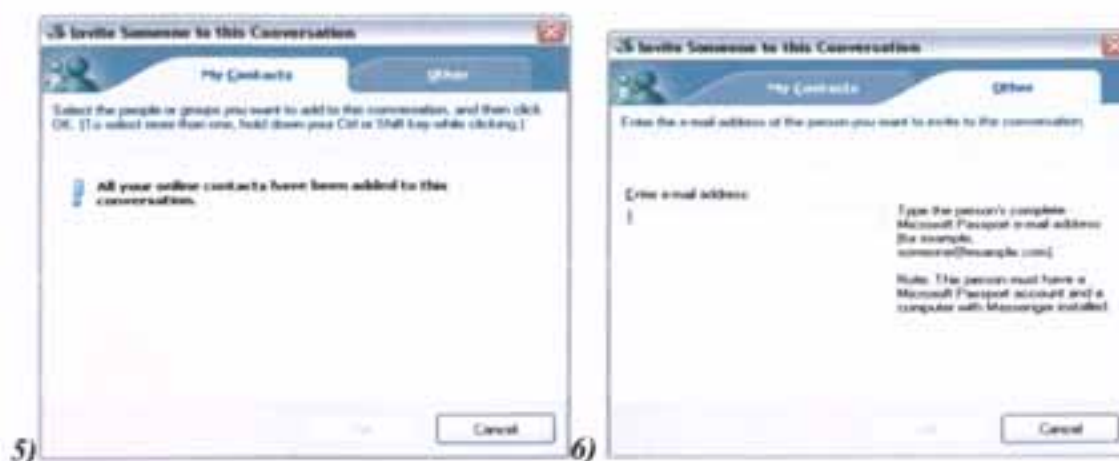 Invite Someone to this Conversation
My Contacts
Other
Select the people or groups you want to add to this conversation, and then click
OK. (To select more than one, hold down your Ctrl or Shift key while clicking.)
All your online contacts have been added to this
conversation.
Cancel
5)
Invite Someone to this Conversation
My Contacts
Other
Enter the e-mail address of the person you want to invite to the conversation.
Enter e-mail address:
Type the person's complete
Microsoft Passport e-mail address
(for example,
someone@example.com).
Note: This person must have a
Microsoft Passport account and a
computer with Messenger installed.
Cancel
6)